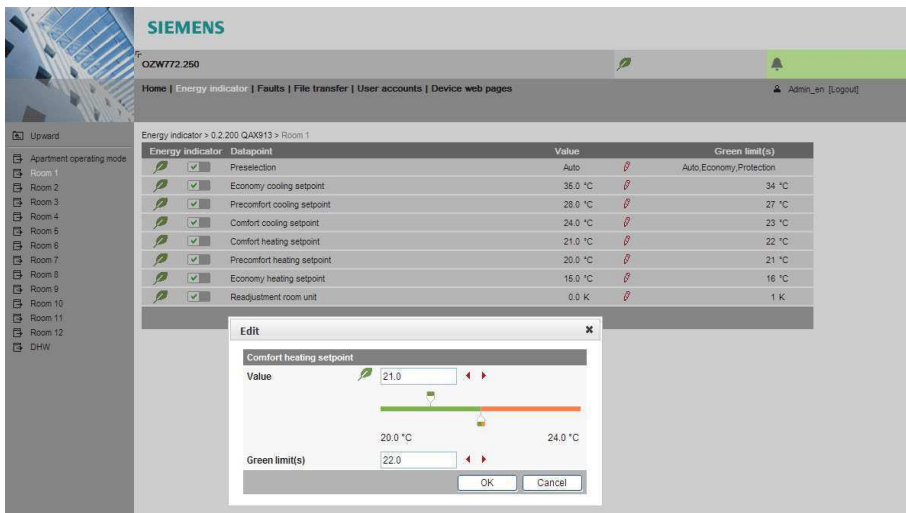 SIEMENS
OZW772.250
Home | Energy indicator | Faults | File transfer | User accounts | Device web pages
Admin_en [Logout]
Upward
Apartment operating mode
Room 1
Room 2
Room 3
Room 4
Room 5
Room 6
Room 7
Room 8
Room 9
Room 10
Room 11
Room 12
DHW
Energy indicator > 0.2.200 QAX913 > Room 1
Energy indicator Datapoint Value Green limit(s)
Preselection Auto Auto,Economy,Protection
Economy cooling setpoint 35.0 °C 34 °C
Precomfort cooling setpoint 28.0 °C 27 °C
Comfort cooling setpoint 24.0 °C 23 °C
Comfort heating setpoint 21.0 °C 22 °C
Precomfort heating setpoint 20.0 °C 21 °C
Economy heating setpoint 15.0 °C 16 °C
Readjustment room unit 0.0 K 1 K
Edit
Comfort heating setpoint
Value 21.0
20.0 °C 24.0 °C
Green limit(s) 22.0
OK Cancel